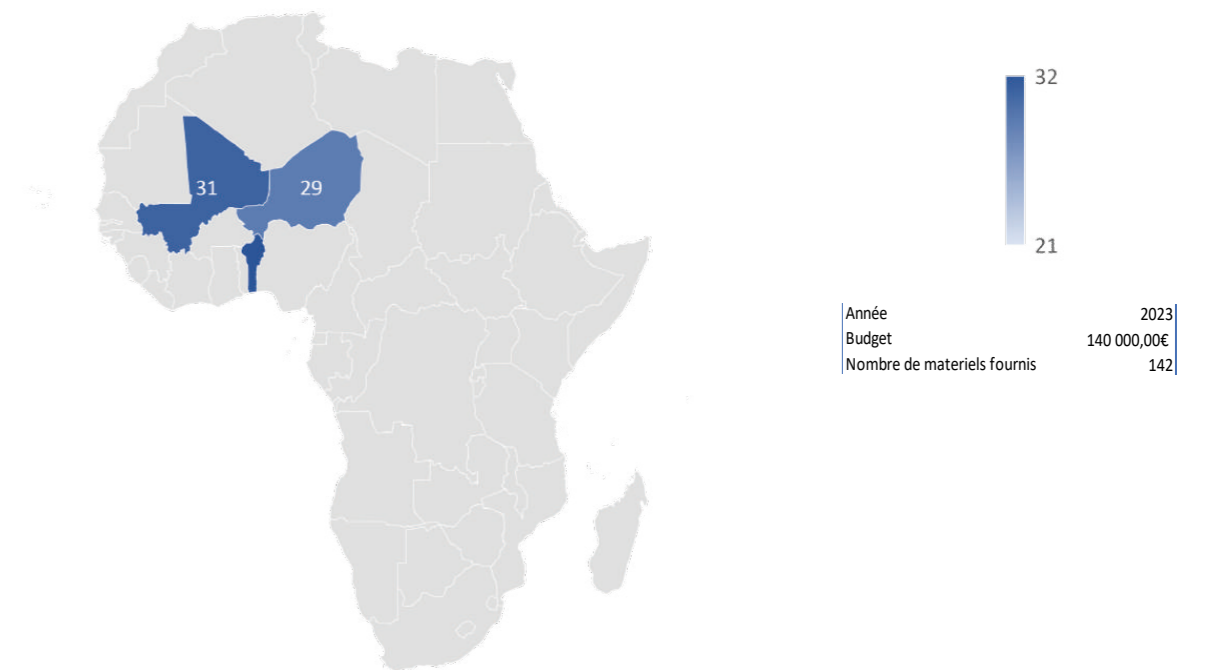 32
31
29
21
Année 2023
Budget 140 000,00€
Nombre de materiels fournis 142